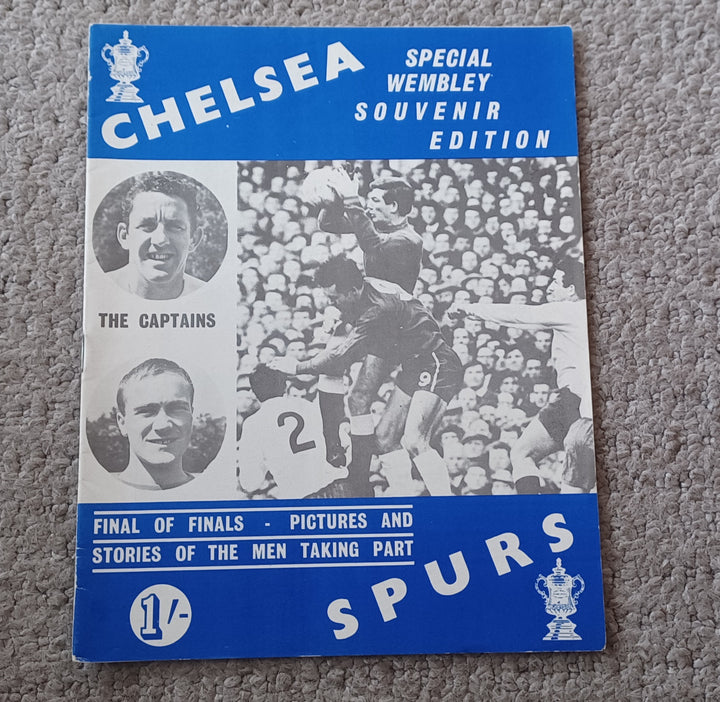 CHELSEA
SPECIAL
WEMBLEY
SOUVENIR
EDITION
THE CAPTAINS
9
2
FINAL OF FINALS - PICTURES AND
STORIES OF THE MEN TAKING PART
1/-
SPURS